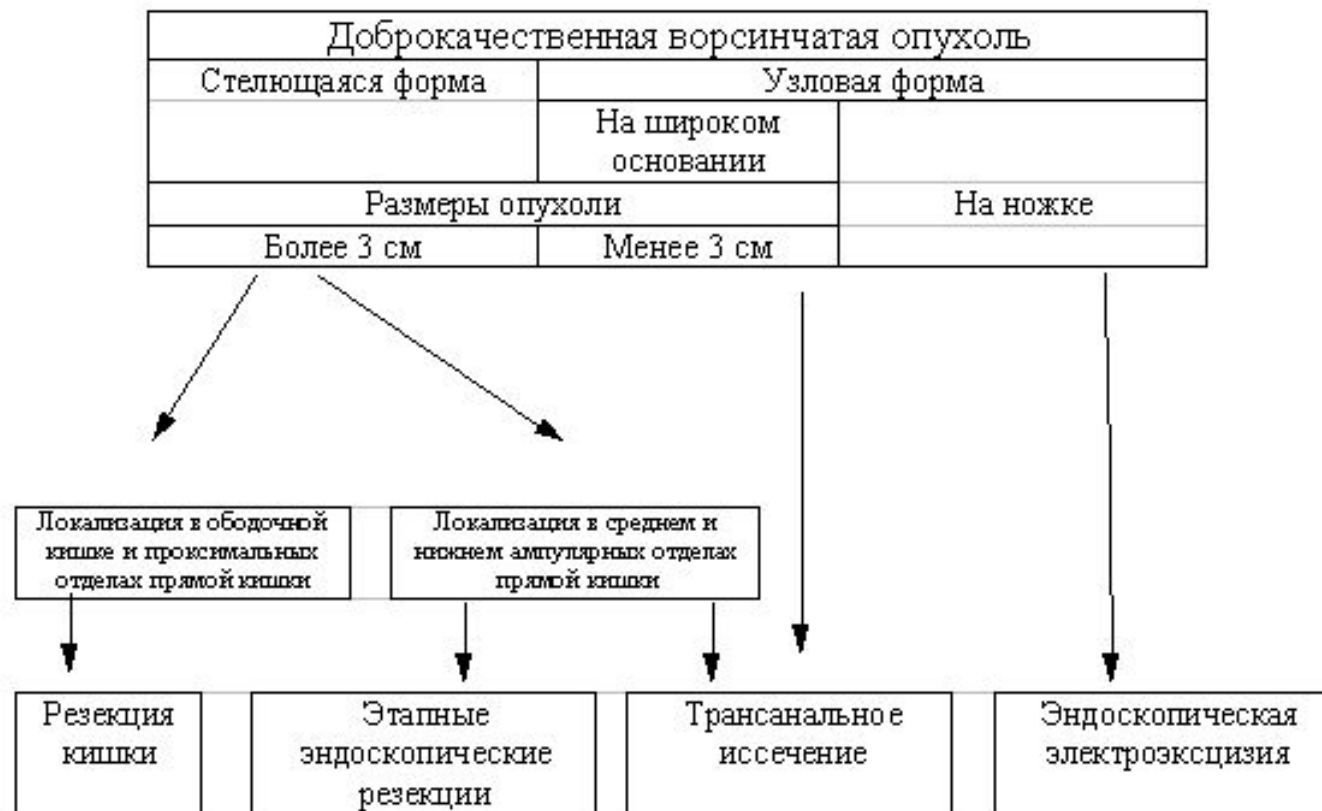 Доброкачественная ворсинчатая опухоль
Стелющаяся форма
Узловая форма
На широком
основании
Размеры опухоли
На ножке
Более 3 см
Менее 3 см
Локализация в ободочной
кишке и проксимальных
отделах прямой кишки
Локализация в среднем и
нижнем ампулярных отделах
прямой кишки
Резекция
кишки
Этапные
эндоскопические
резекции
Трансанальное
иссечение
Эндоскопическая
электроэксцизия